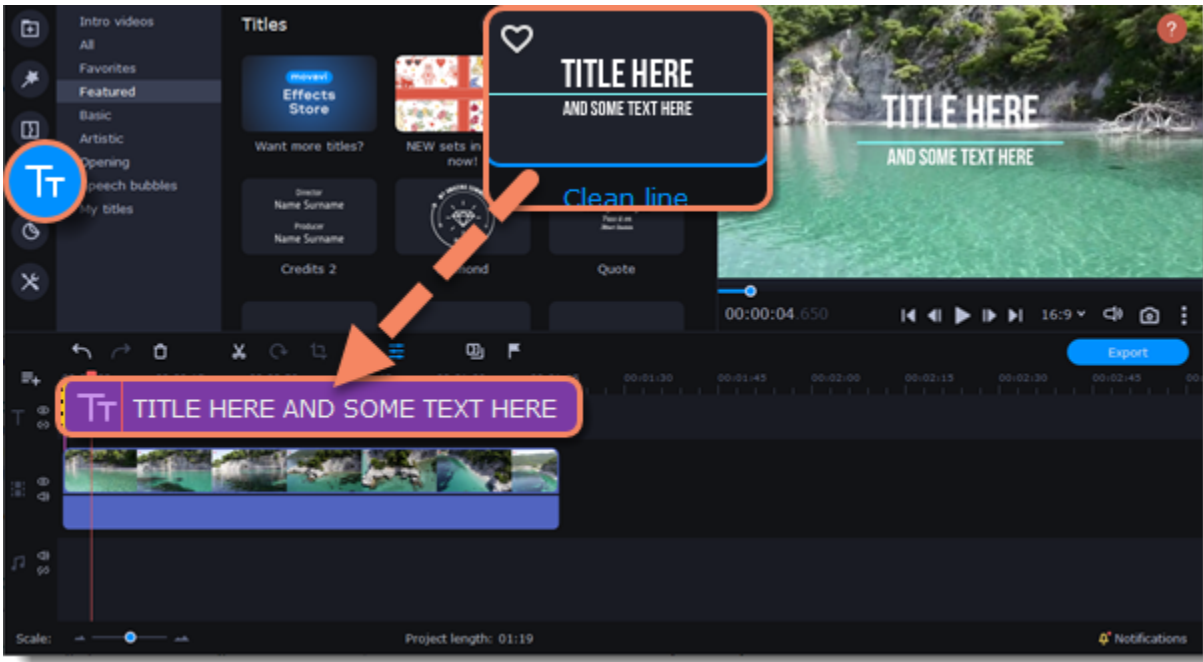 Intro videos
All
Favorites
Featured
Basic
Artistic
Opening
Speech bubbles
My titles
Titles
movavi
Effects
Store
Want more titles?
NEW sets in
now!
TITLE HERE
AND SOME TEXT HERE
Clean line
Director
Name Surname
Producer
Name Surname
Credits 2
mond
Quote
TITLE HERE
AND SOME TEXT HERE
?
00:00:04.650
16:9
Export
00:01:30
00:01:45
00:02:00
00:02:15
00:02:30
00:02:45
TT TITLE HERE AND SOME TEXT HERE
Scale:
Project length: 01:19
Notifications